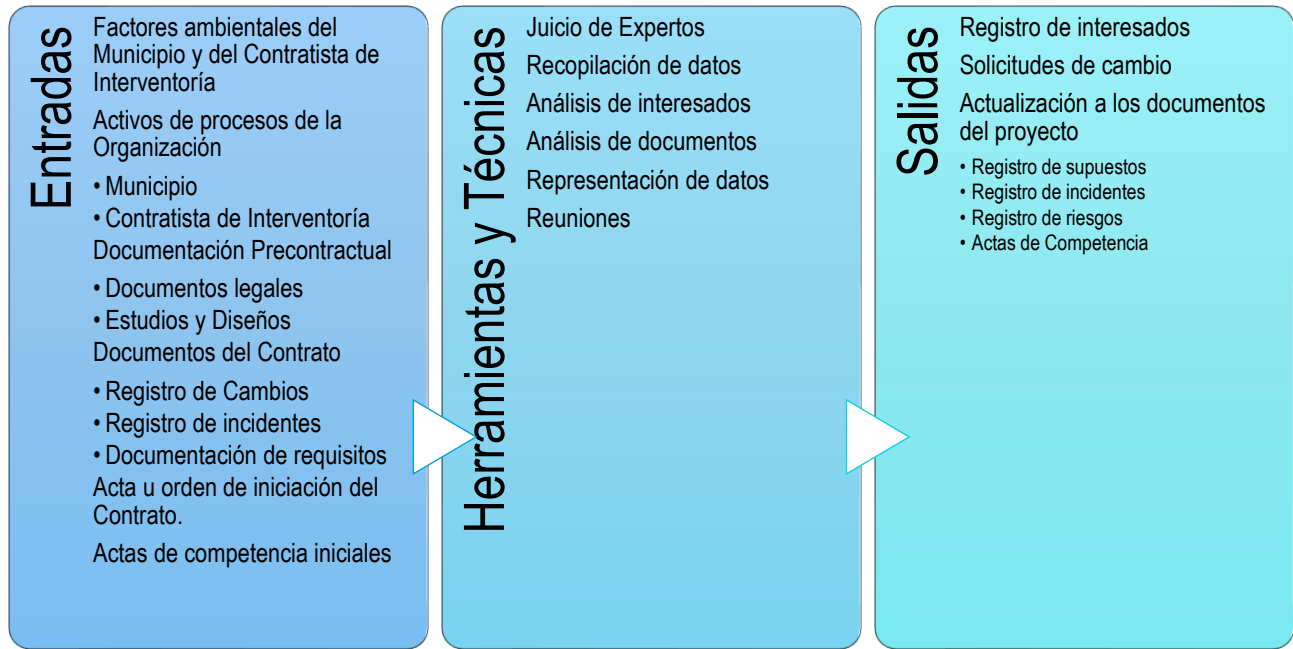 Entradas
Factores ambientales del
Municipio y del Contratista de
Interventoría
Activos de procesos de la
Organización
• Municipio
• Contratista de Interventoría
Documentación Precontractual
• Documentos legales
• Estudios y Diseños
Documentos del Contrato
• Registro de Cambios
• Registro de incidentes
• Documentación de requisitos
Acta u orden de iniciación del
Contrato.
Actas de competencia iniciales
Herramientas y Técnicas
Juicio de Expertos
Recopilación de datos
Análisis de interesados
Análisis de documentos
Representación de datos
Reuniones
Salidas
Registro de interesados
Solicitudes de cambio
Actualización a los documentos
del proyecto
• Registro de supuestos
• Registro de incidentes
• Registro de riesgos
• Actas de Competencia